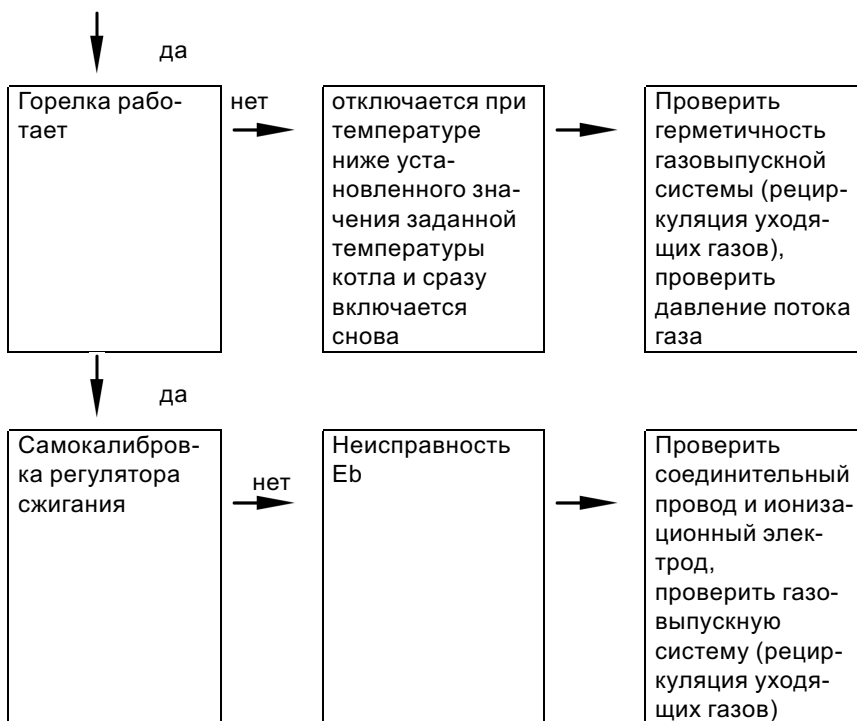 да
Горелка рабо-
тает
нет
отключается при
температуре
ниже уста-
новленного зна-
чения заданной
температуры
котла и сразу
включается
снова
Проверить
герметичность
газовыпускной
системы (рецир-
куляция уходя-
щих газов),
проверить
давление потока
газа
да
Самокалибров-
ка регулятора
сжигания
нет
Неисправность
Eb
Проверить
соединительный
провод и иониза-
ционный элек-
трод,
проверить газо-
выпускную
систему (рецир-
куляция уходя-
щих газов)